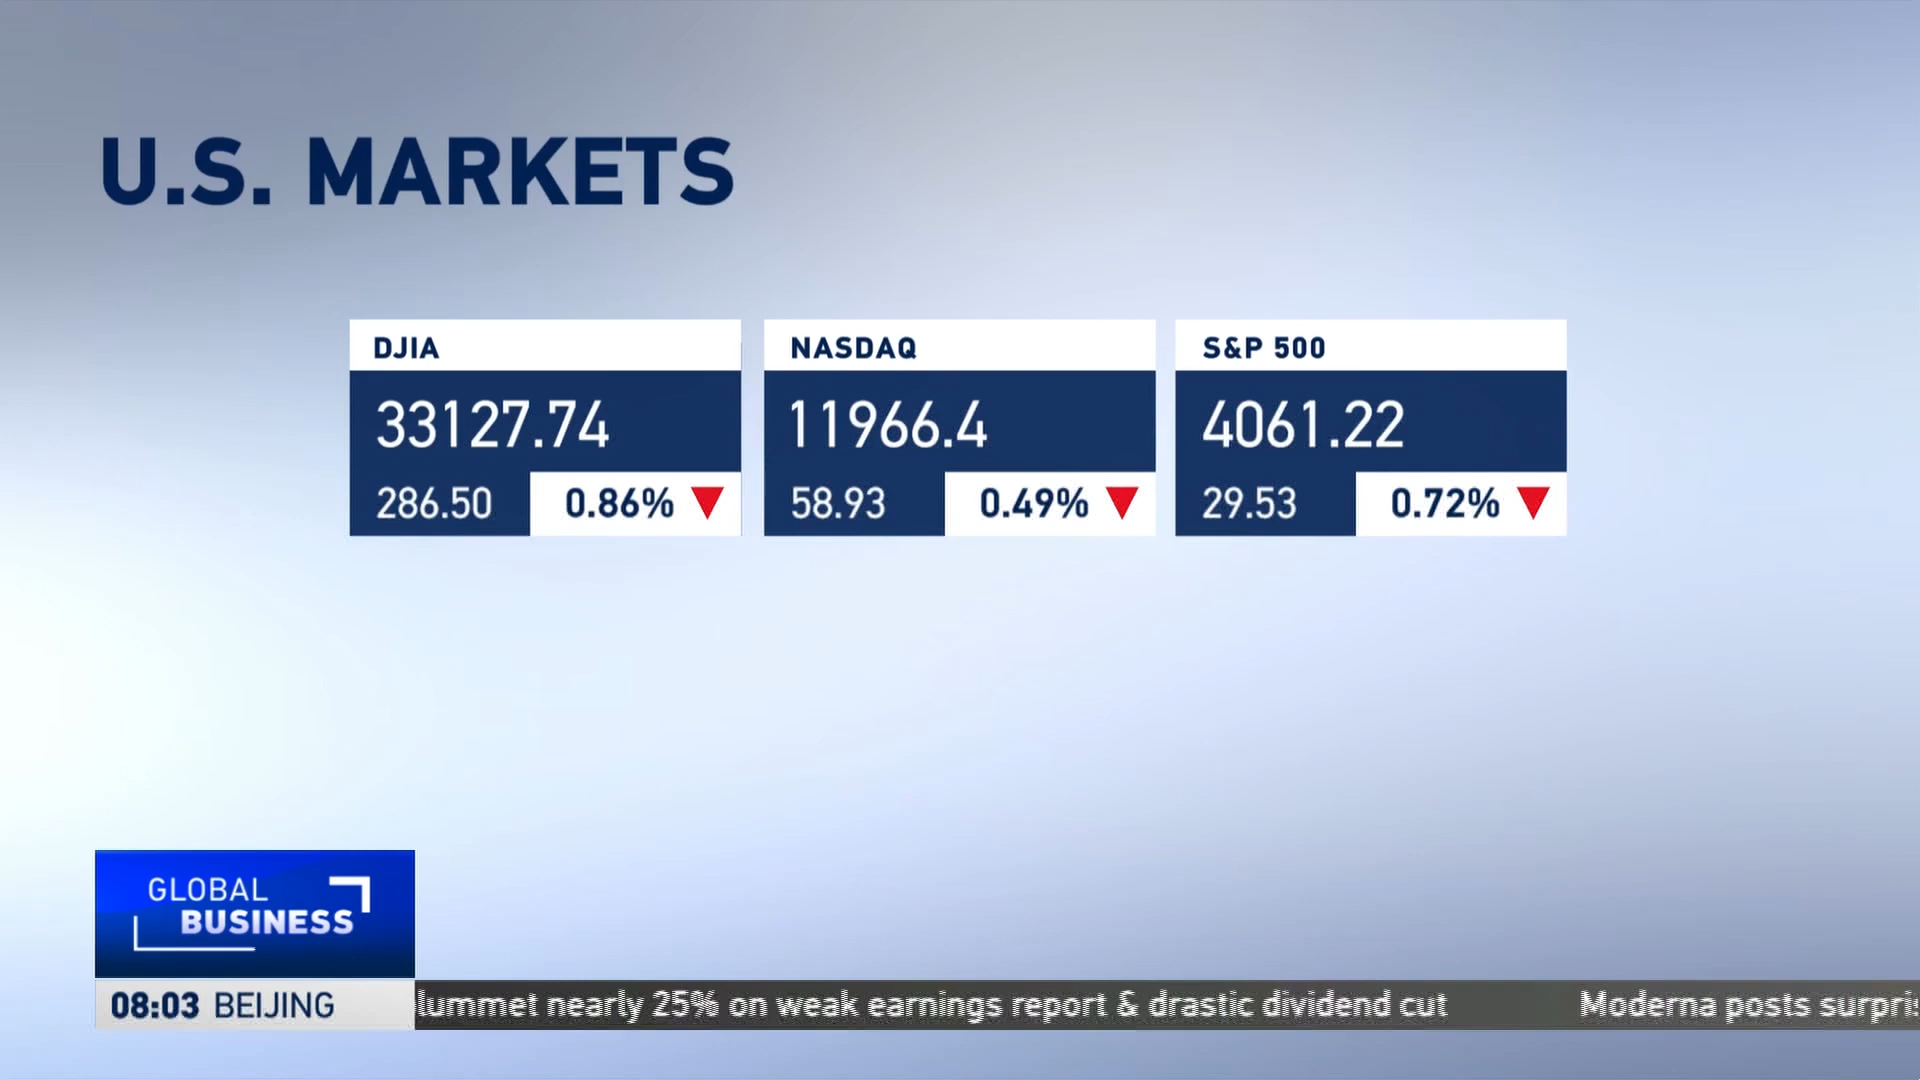 U.S. MARKETS
DJIA
33127.74
286.50 0.86%
NASDAQ
11966.4
58.93 0.49%
S&P 500
4061.22
29.53 0.72%
GLOBAL
BUSINESS
08:03 BEIJING
nearly 25% on weak earnings report & drastic dividend cut Moderna posts